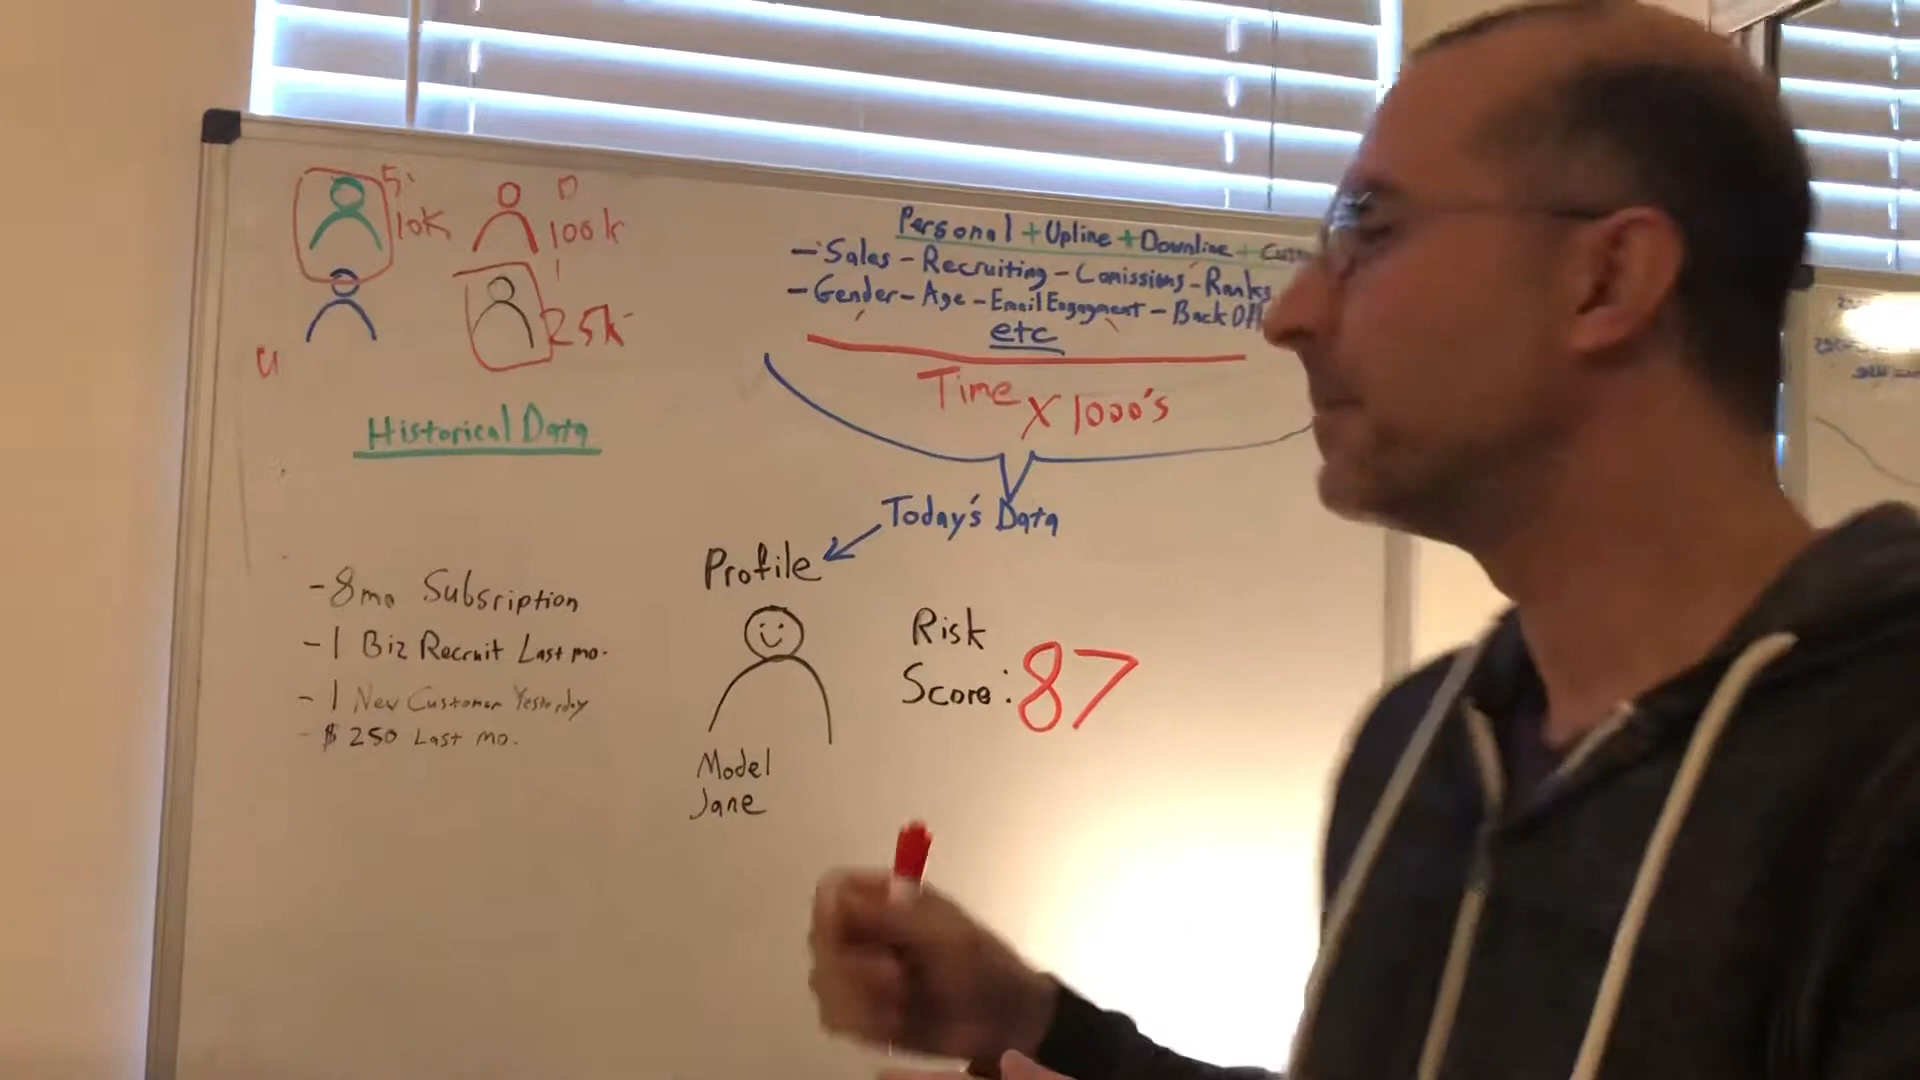 10K
100k
25k
Historical Data
- 8mo Subsription
- 1 Biz Recruit Last mo.
- 1 New Customer Yesterday
- $ 250 Last mo.
Personal + Upline + Downline +
- Sales - Recruiting - Comissions - Ranks
- Gender - Age - Email Engagment - Back Off
etc
Time x 1000's
Today's Data
Profile
Model
Jane
Risk
Score: 87